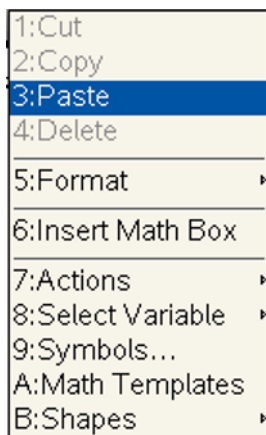 1:Cut
2:Copy
3:Paste
4:Delete
5:Format
6:Insert Math Box
7:Actions
8:Select Variable
9:Symbols...
A:Math Templates
B:Shapes